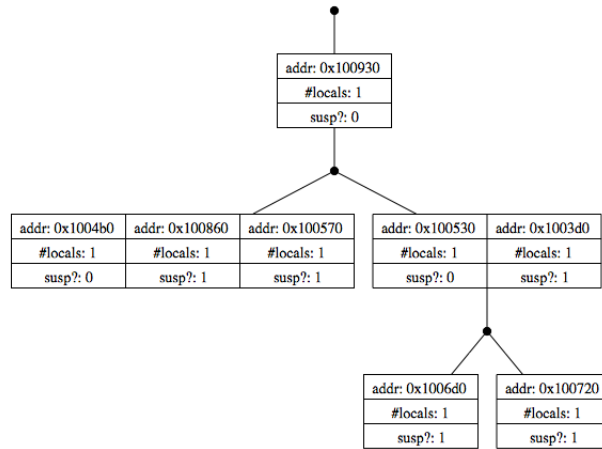 addr: 0x100930
#locals: 1
susp?: 0
addr: 0x1004b0 addr: 0x100860 addr: 0x100570 addr: 0x100530 addr: 0x1003d0
#locals: 1 #locals: 1 #locals: 1 #locals: 1 #locals: 1
susp?: 0 susp?: 1 susp?: 1 susp?: 0 susp?: 1
addr: 0x1006d0 addr: 0x100720
#locals: 1 #locals: 1
susp?: 1 susp?: 1